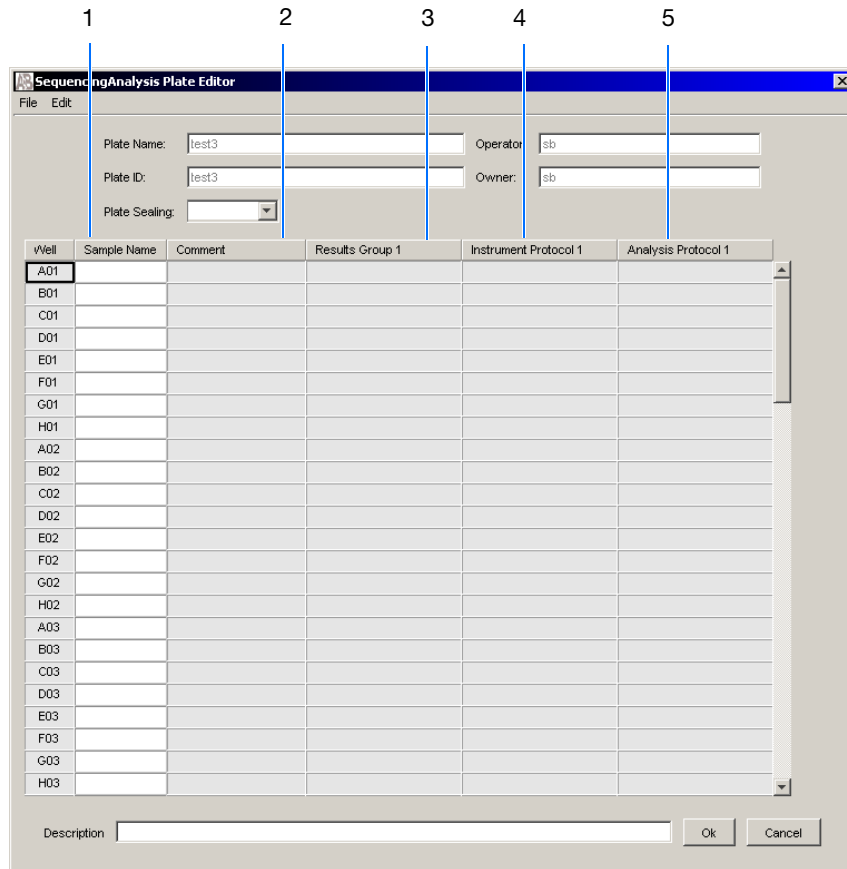 1 2 3 4 5
SequencingAnalysis Plate Editor
File Edit
Plate Name: test3 Operator sb
Plate ID: test3 Owner: sb
Plate Sealing:
Well Sample Name Comment Results Group 1 Instrument Protocol 1 Analysis Protocol 1
A01
B01
C01
D01
E01
F01
G01
H01
A02
B02
C02
D02
E02
F02
G02
H02
A03
B03
C03
D03
E03
F03
G03
H03
Description Ok Cancel